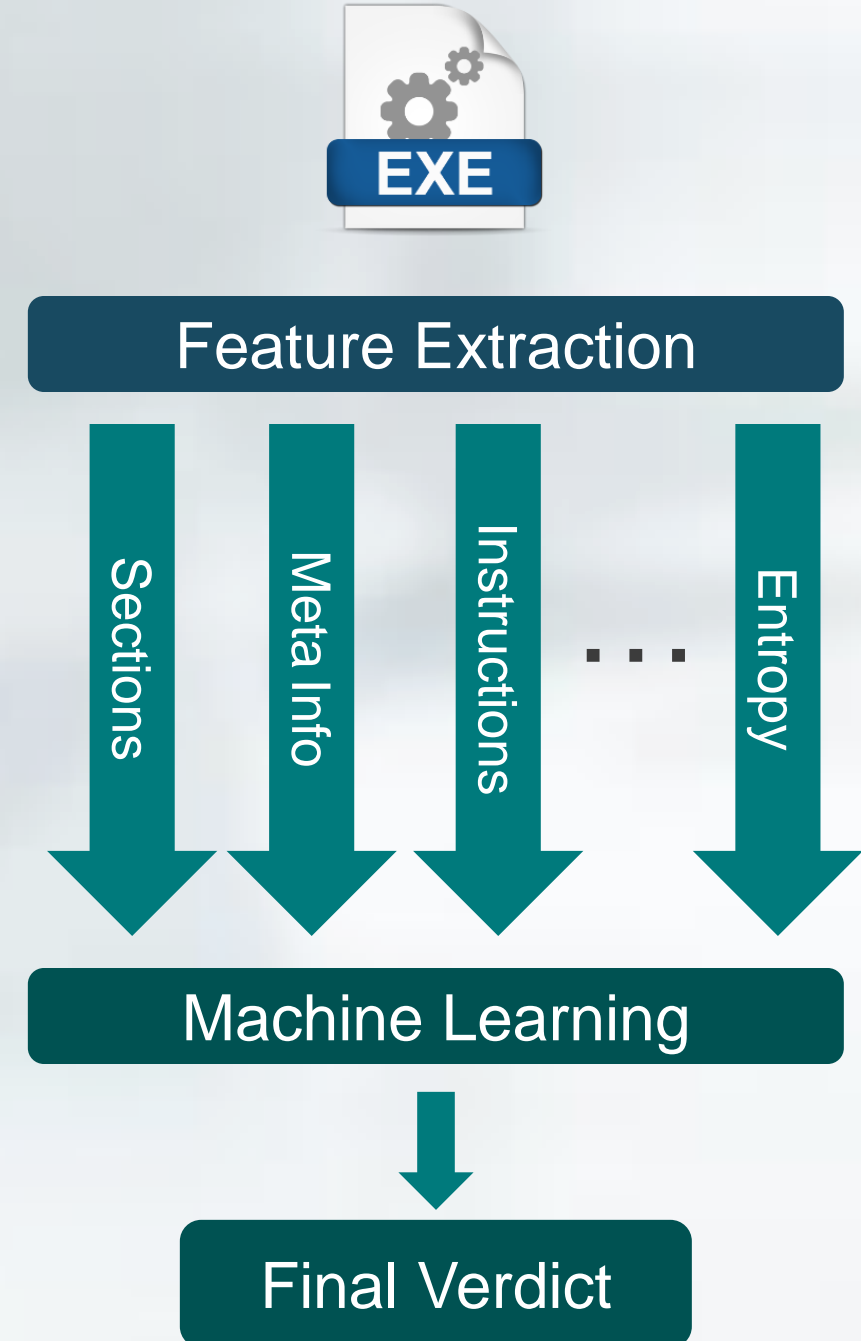 EXE
Feature Extraction
Sections
Meta Info
Instructions
...
Entropy
Machine Learning
Final Verdict